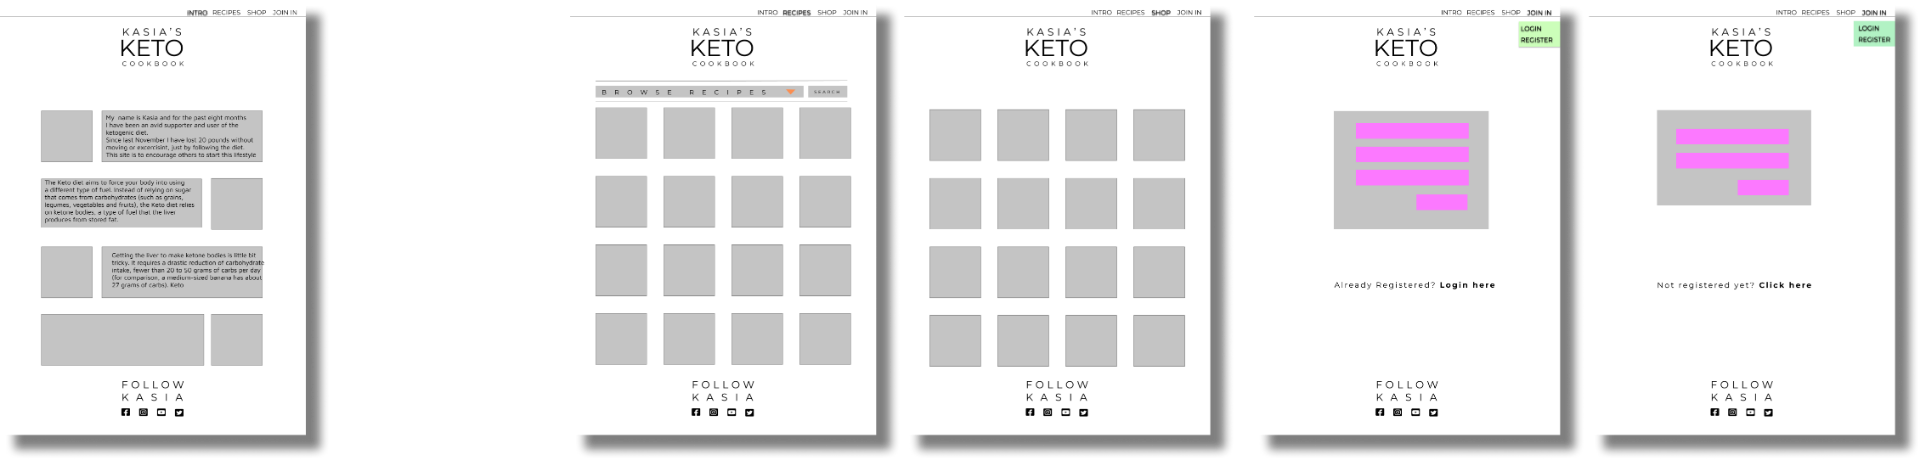 INTRO RECIPES SHOP JOIN IN
KASIA'S
KETO
COOKBOOK
My name is Kasia and for the past eight months
I have been an avid supporter and user of the
ketogenic diet.
Since last November I have lost 20 pounds without
moving or excercisint, just by following the diet.
This site is to encourage others to start this lifestyle
The Keto diet aims to force your body into using
a different type of fuel. Instead of relying on sugar
that comes from carbohydrates (such as grains,
legumes, vegetables and fruits), the Keto diet relies
on ketone bodies, a type of fuel that the liver
produces from stored fat.
Getting the liver to make ketone bodies is little bit
tricky. It requires a drastic reduction of carbohydrate
intake, fewer than 20 to 50 grams of carbs per day
(for comparison, a medium-sized banana has about
27 grams of carbs). Keto
FOLLOW
KASIA
INTRO RECIPES SHOP JOIN IN
KASIA'S
KETO
COOKBOOK
BROWSE RECIPES SEARCH
FOLLOW
KASIA
INTRO RECIPES SHOP JOIN IN
KASIA'S
KETO
COOKBOOK
FOLLOW
KASIA
INTRO RECIPES SHOP JOIN IN
LOGIN
REGISTER
KASIA'S
KETO
COOKBOOK
Already Registered? Login here
FOLLOW
KASIA
INTRO RECIPES SHOP JOIN IN
LOGIN
REGISTER
KASIA'S
KETO
COOKBOOK
Not registered yet? Click here
FOLLOW
KASIA